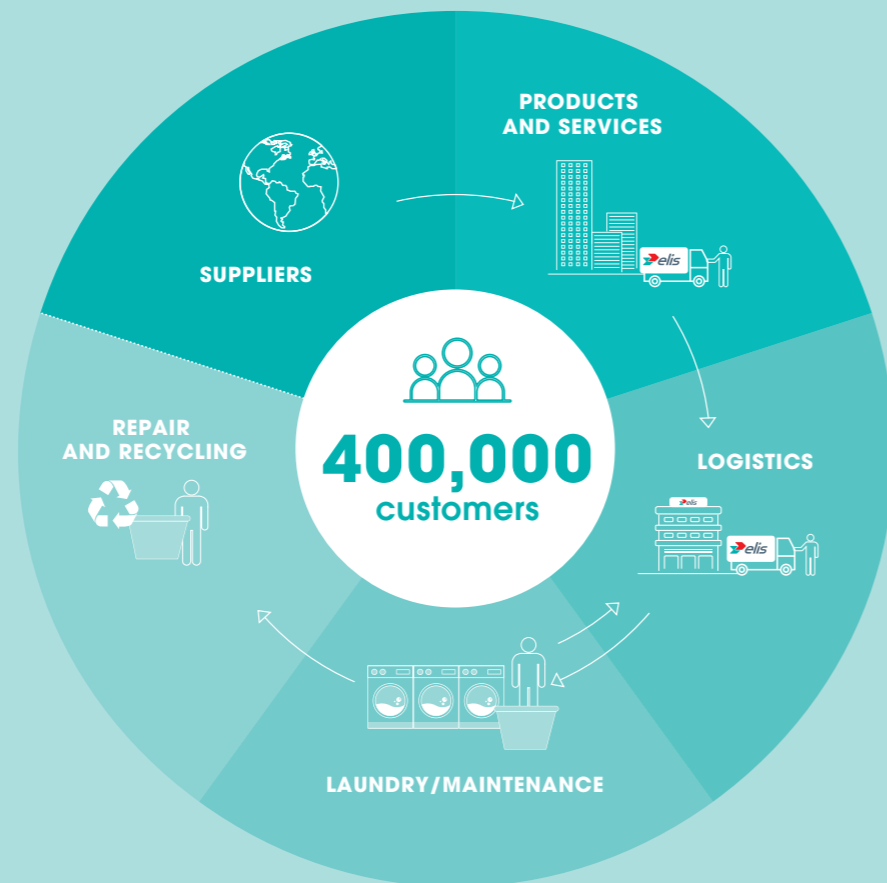 PRODUCTS
AND SERVICES
elis
SUPPLIERS
REPAIR
AND RECYCLING
400,000
customers
LOGISTICS
elis
elis
LAUNDRY/MAINTENANCE